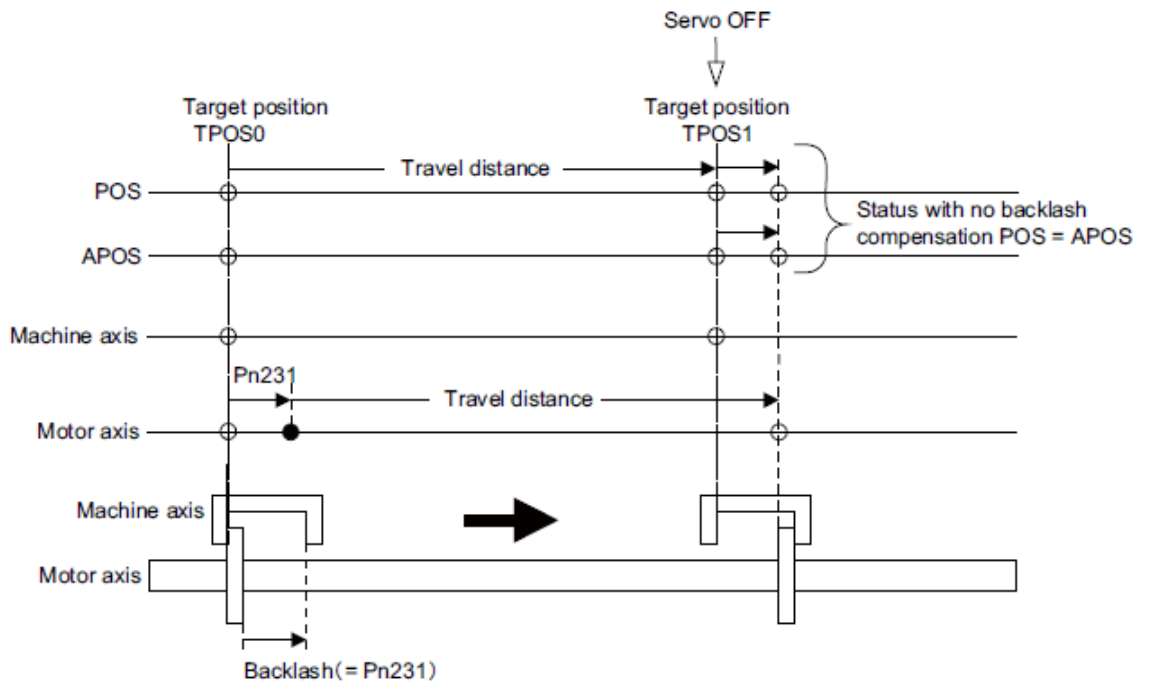 Servo OFF
Target position
TPOS0
Target position
TPOS1
Travel distance
POS
Status with no backlash
compensation POS = APOS
APOS
Machine axis
Pn231
Travel distance
Motor axis
Machine axis
Motor axis
Backlash(= Pn231)